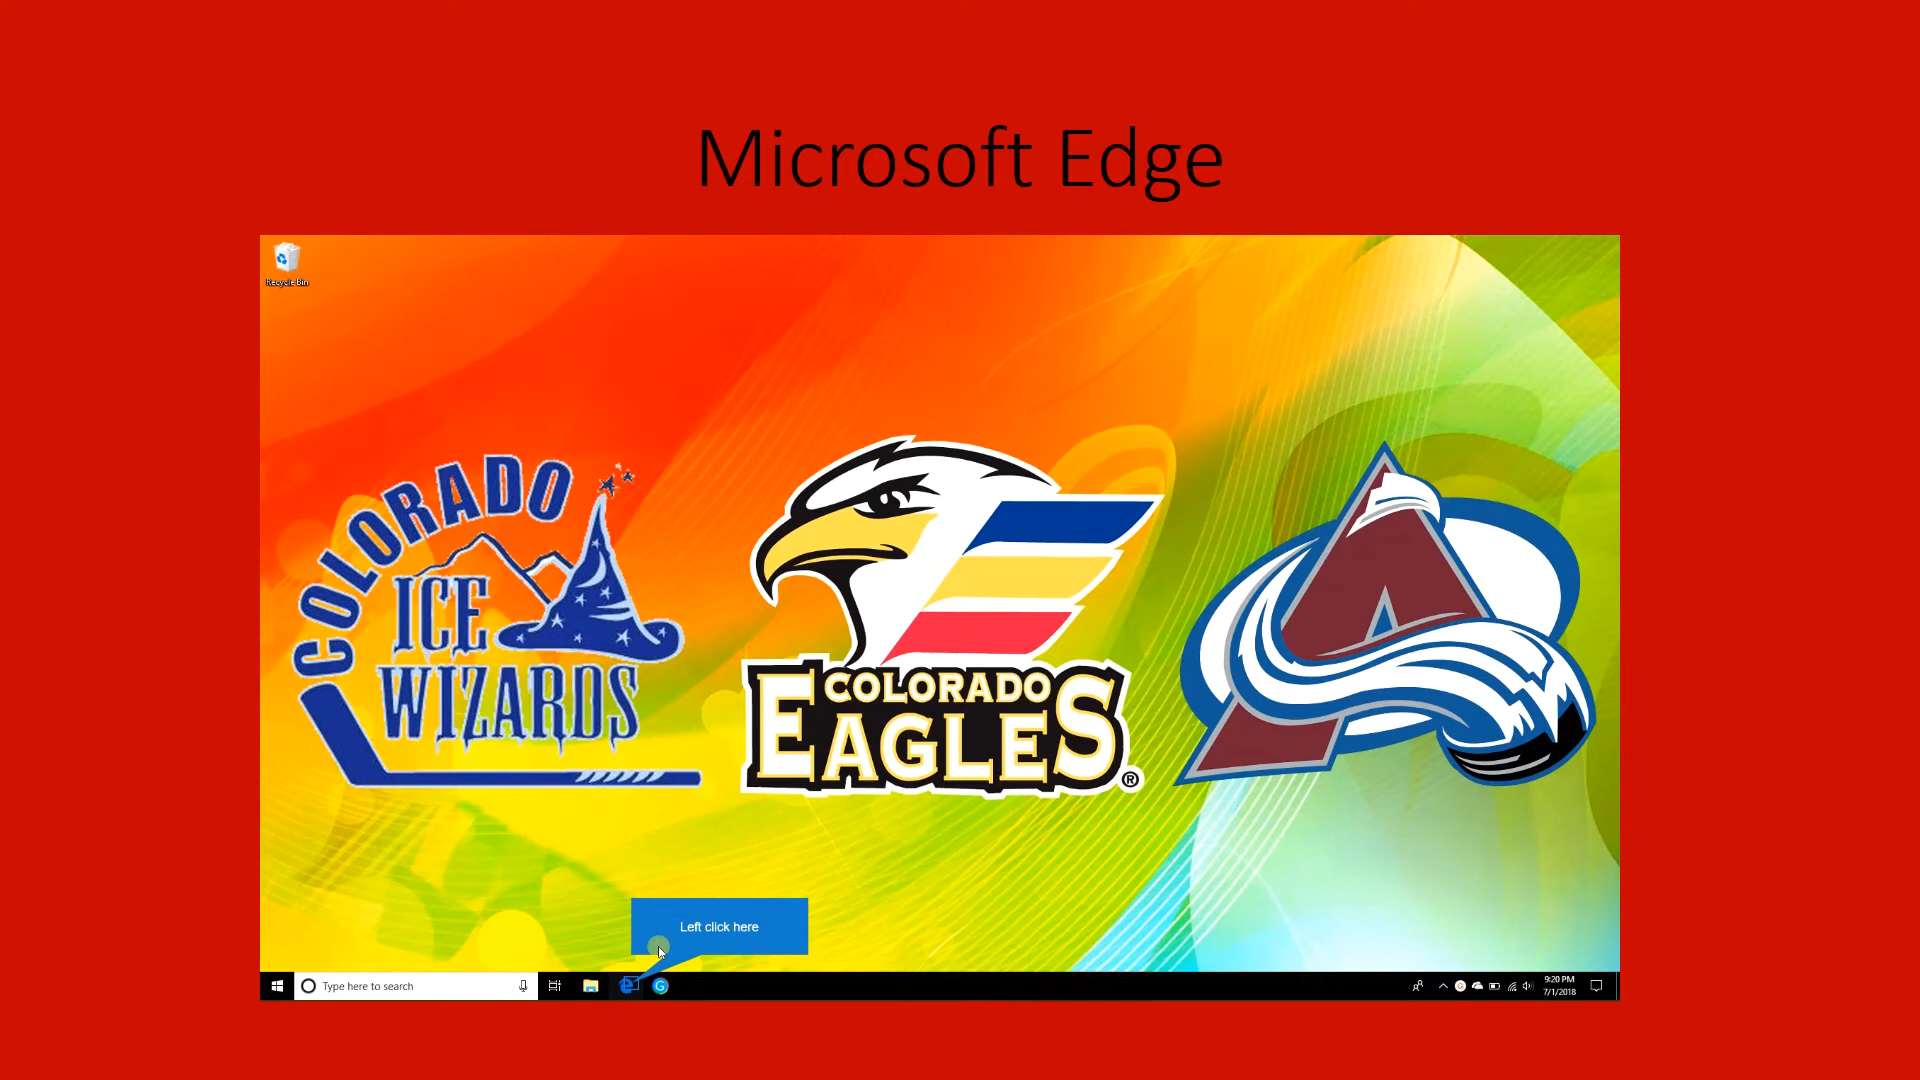 Microsoft Edge
Recycle Bin
COLORADO
ICE
WIZARDS
COLORADO
EAGLES
®
A
Left click here
Type here to search
G
9:20 PM
7/1/2018